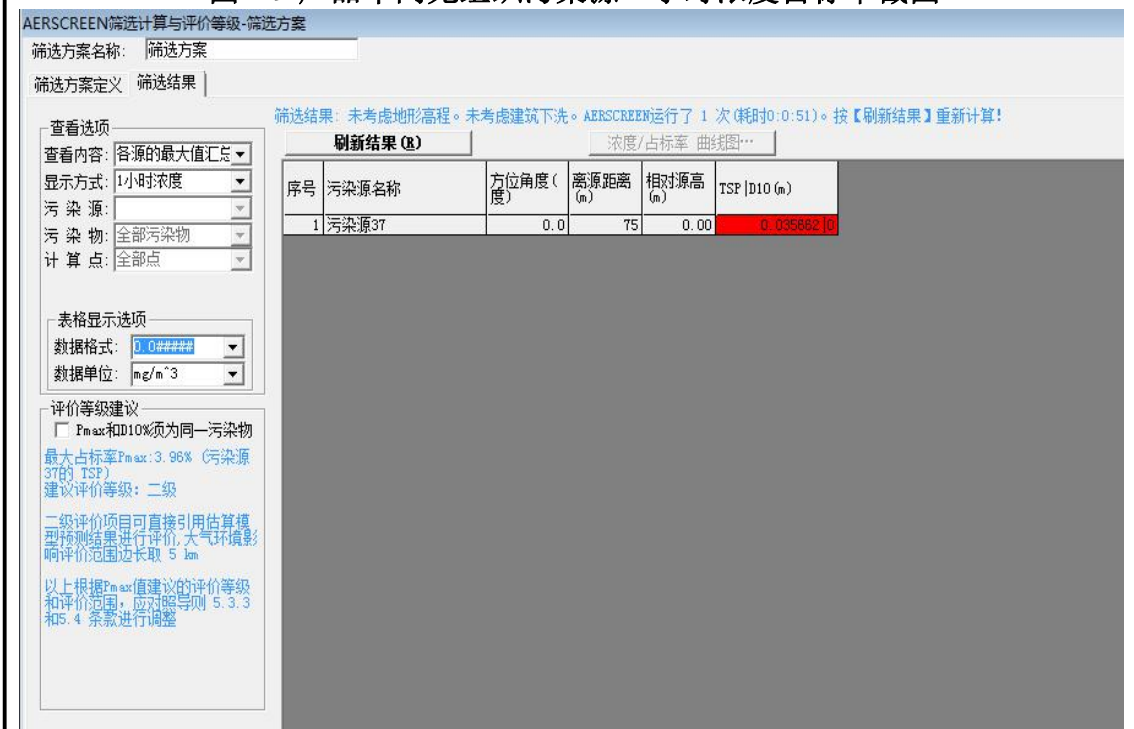 AERSCREEN筛选计算与评价等级-筛选方案
筛选方案名称: 筛选方案
筛选方案定义 筛选结果
筛选结果: 未考虑地形高程。未考虑建筑下洗。AERSCREEN运行了 1 次(耗时0:0:51)。按【刷新结果】重新计算!
查看选项
查看内容: 各源的最大值汇总
显示方式: 1小时浓度
污 染 源:
污 染 物: 全部污染物
计 算 点: 全部点
刷新结果(R)
浓度/占标率 曲线图…
序号 污染源名称 方位角度(度) 离源距离(m) 相对源高(m) TSP|D10(m)
1 污染源37 0.0 75 0.00 0.035662|0
表格显示选项
数据格式: 0.0#####
数据单位: mg/m^3
评价等级建议
Pmax和D10%须为同一污染物
最大占标率Pmax:3.96% (污染源
37的 TSP)
建议评价等级: 二级
二级评价项目可直接引用估算模
型预测结果进行评价,大气环境影
响评价范围边长取 5 km
以上根据Pmax值建议的评价等级
和评价范围, 应对照导则 5.3.3
和5.4 条款进行调整